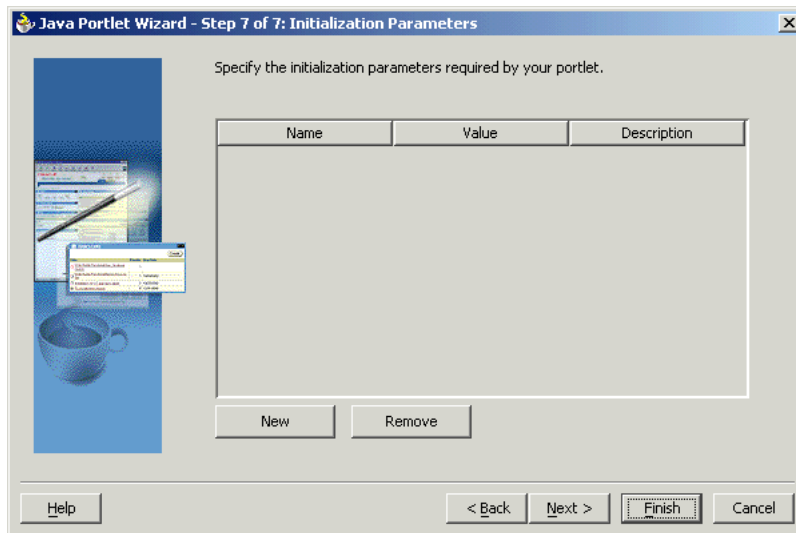 Java Portlet Wizard - Step 7 of 7: Initialization Parameters
Specify the initialization parameters required by your portlet.
Name Value Description
New Remove
Help < Back Next > Finish Cancel